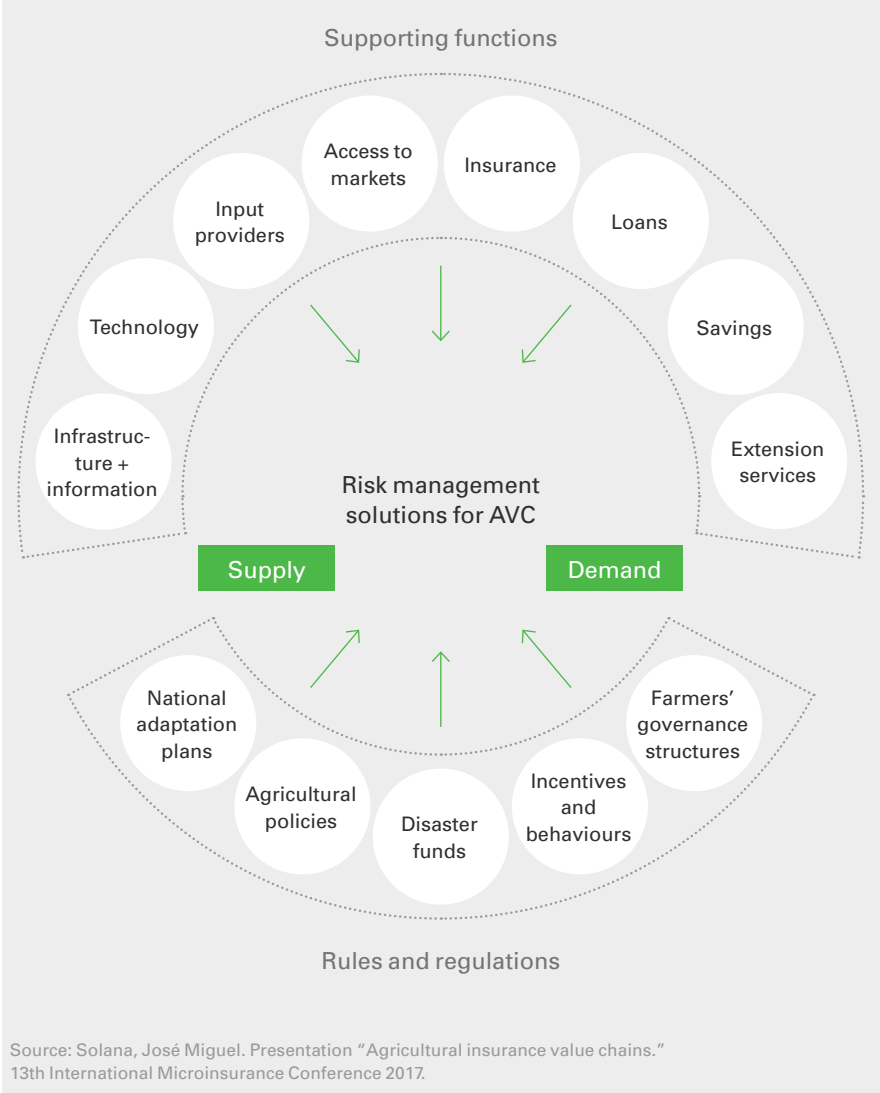 Supporting functions
Access to
markets
Insurance
Input
providers
Loans
Technology
Savings
Infrastruc-
ture +
information
Extension
services
Risk management
solutions for AVC
Supply
Demand
National
adaptation
plans
Agricultural
policies
Disaster
funds
Incentives
and
behaviours
Farmers’
governance
structures
Rules and regulations
Source: Solana, José Miguel. Presentation “Agricultural insurance value chains.”
13th International Microinsurance Conference 2017.